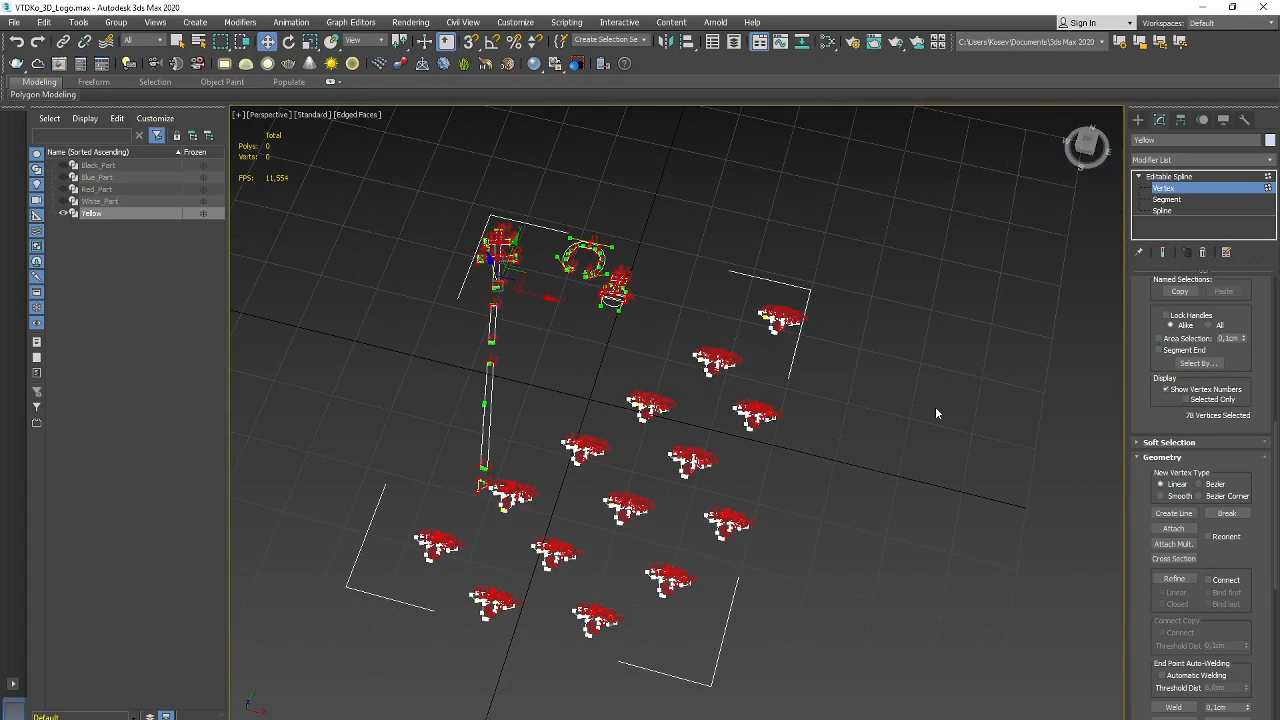 VTDKo_3D_Logo.max - Autodesk 3ds Max 2020
File Edit Tools Group Views Create Modifiers Animation Graph Editors Rendering Civil View Customize Scripting Interactive Content Arnold Help
Sign In Workspaces: Default
All View Create Selection Se C:\Users\Kosev\Documents\3ds Max 2020
Modeling Freeform Selection Object Paint Populate
Polygon Modeling
Select Display Edit Customize
Name (Sorted Ascending) Frozen
Black_Part
Blue_Part
Red_Part
White_Part
Yellow
Default
[+] [Perspective] [Standard] [Edged Faces]
Total
Polys: 0
Verts: 0
FPS: 11,554
Yellow
Modifier List
Editable Spline
Vertex
Segment
Spline
Named Selections:
Copy Paste
Lock Handles
Alike All
Area Selection: 0,1cm
Segment End
Select By...
Display
Show Vertex Numbers
Selected Only
78 Vertices Selected
Soft Selection
Geometry
New Vertex Type
Linear Bezier
Smooth Bezier Corner
Create Line Break
Attach
Reorient
Attach Mult.
Cross Section
Refine Connect
Linear Bind first
Closed Bind last
Connect Copy
Connect
Threshold Dist 0,1cm
End Point Auto-Welding
Automatic Welding
Threshold Dist 6,0cm
Weld 0,1cm